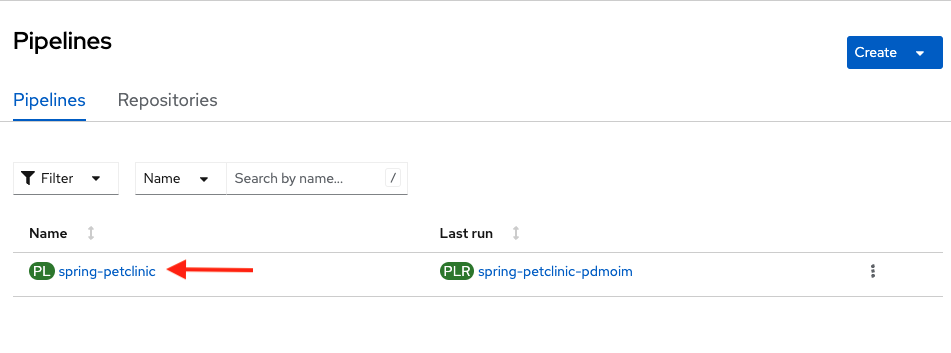 Pipelines
Create
Pipelines Repositories
Filter Name Search by name... /
Name Last run
PL spring-petclinic PLR spring-petclinic-pdmoim